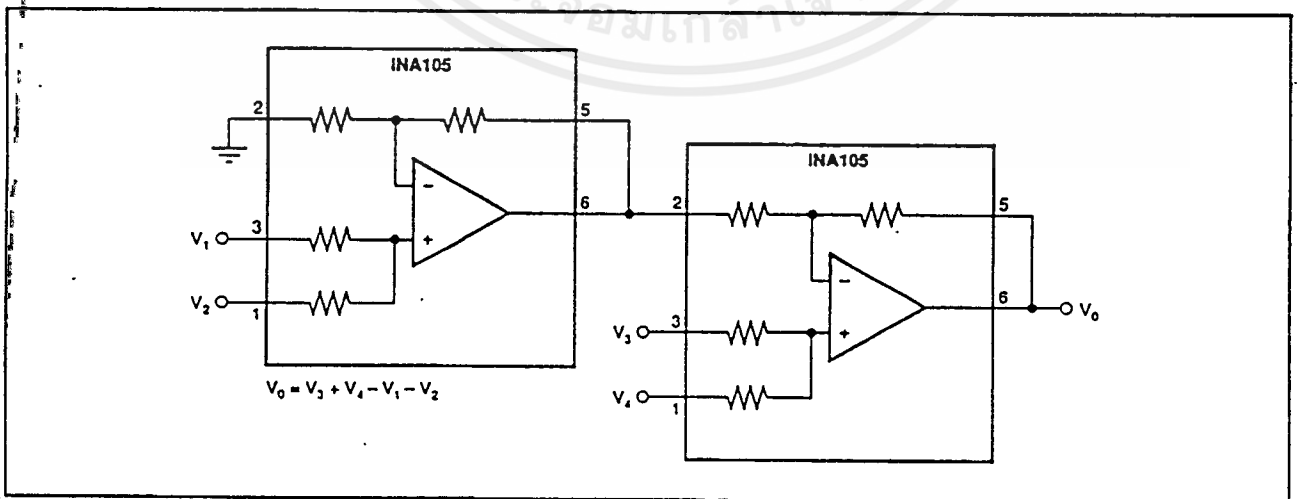 INA105
2
5
6
V₁
3
V₂
1
V₀ = V₃ + V₄ – V₁ – V₂
INA105
2
5
6
V₀
V₃
3
V₄
1